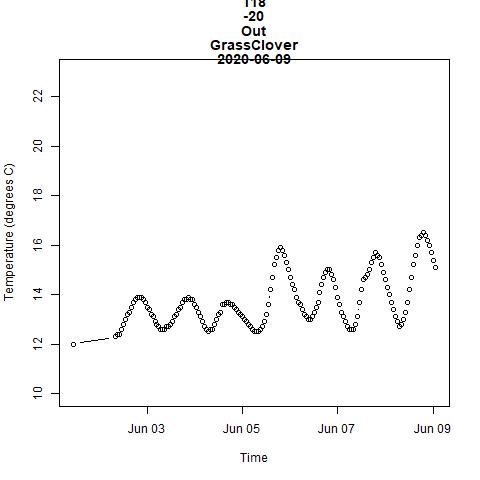 T18
-20
Out
GrassClover
2020-06-09
Temperature (degrees C)
22
20
18
16
14
12
10
Jun 03
Jun 05
Jun 07
Jun 09
Time